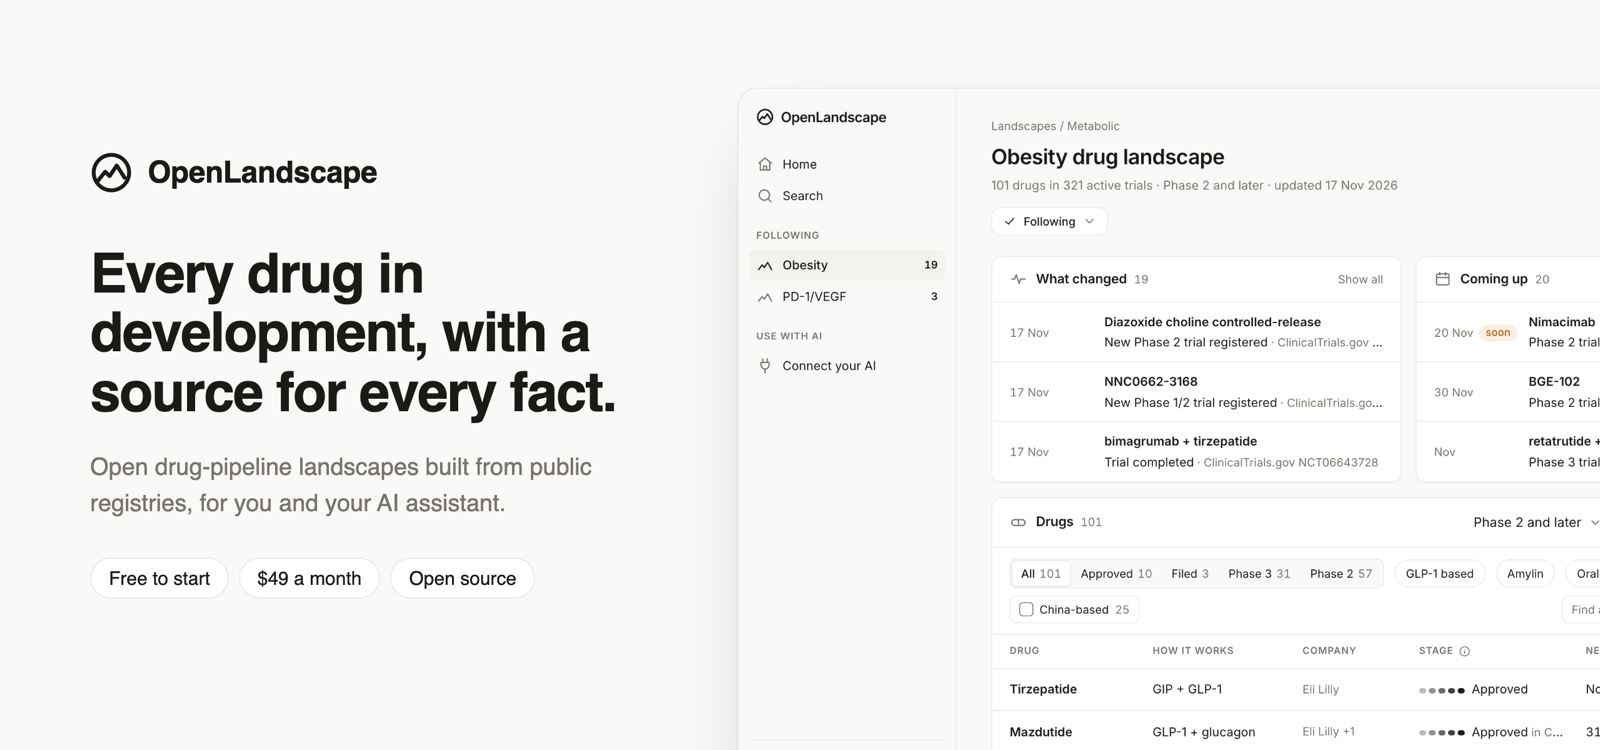 OpenLandscape
Every drug in
development, with a
source for every fact.
Open drug-pipeline landscapes built from public
registries, for you and your AI assistant.
Free to start
$49 a month
Open source
OpenLandscape
Home
Search
FOLLOWING
Obesity 19
PD-1/VEGF 3
USE WITH AI
Connect your AI
Landscapes / Metabolic
Obesity drug landscape
101 drugs in 321 active trials · Phase 2 and later · updated 17 Nov 2026
Following
What changed 19 Show all
17 Nov
Diazoxide choline controlled-release
New Phase 2 trial registered · ClinicalTrials.gov ...
17 Nov
NNC0662-3168
New Phase 1/2 trial registered · ClinicalTrials.go...
17 Nov
bimagrumab + tirzepatide
Trial completed · ClinicalTrials.gov NCT06643728
Coming up 20
20 Nov soon
Nimacimab
Phase 2 trial
30 Nov
BGE-102
Phase 2 trial
Nov
retatrutide +
Phase 3 trial
Drugs 101 Phase 2 and later
All 101 Approved 10 Filed 3 Phase 3 31 Phase 2 57 GLP-1 based Amylin Oral
China-based 25 Find a
DRUG HOW IT WORKS COMPANY STAGE NE
Tirzepatide GIP + GLP-1 Eli Lilly Approved No
Mazdutide GLP-1 + glucagon Eli Lilly +1 Approved in C... 31